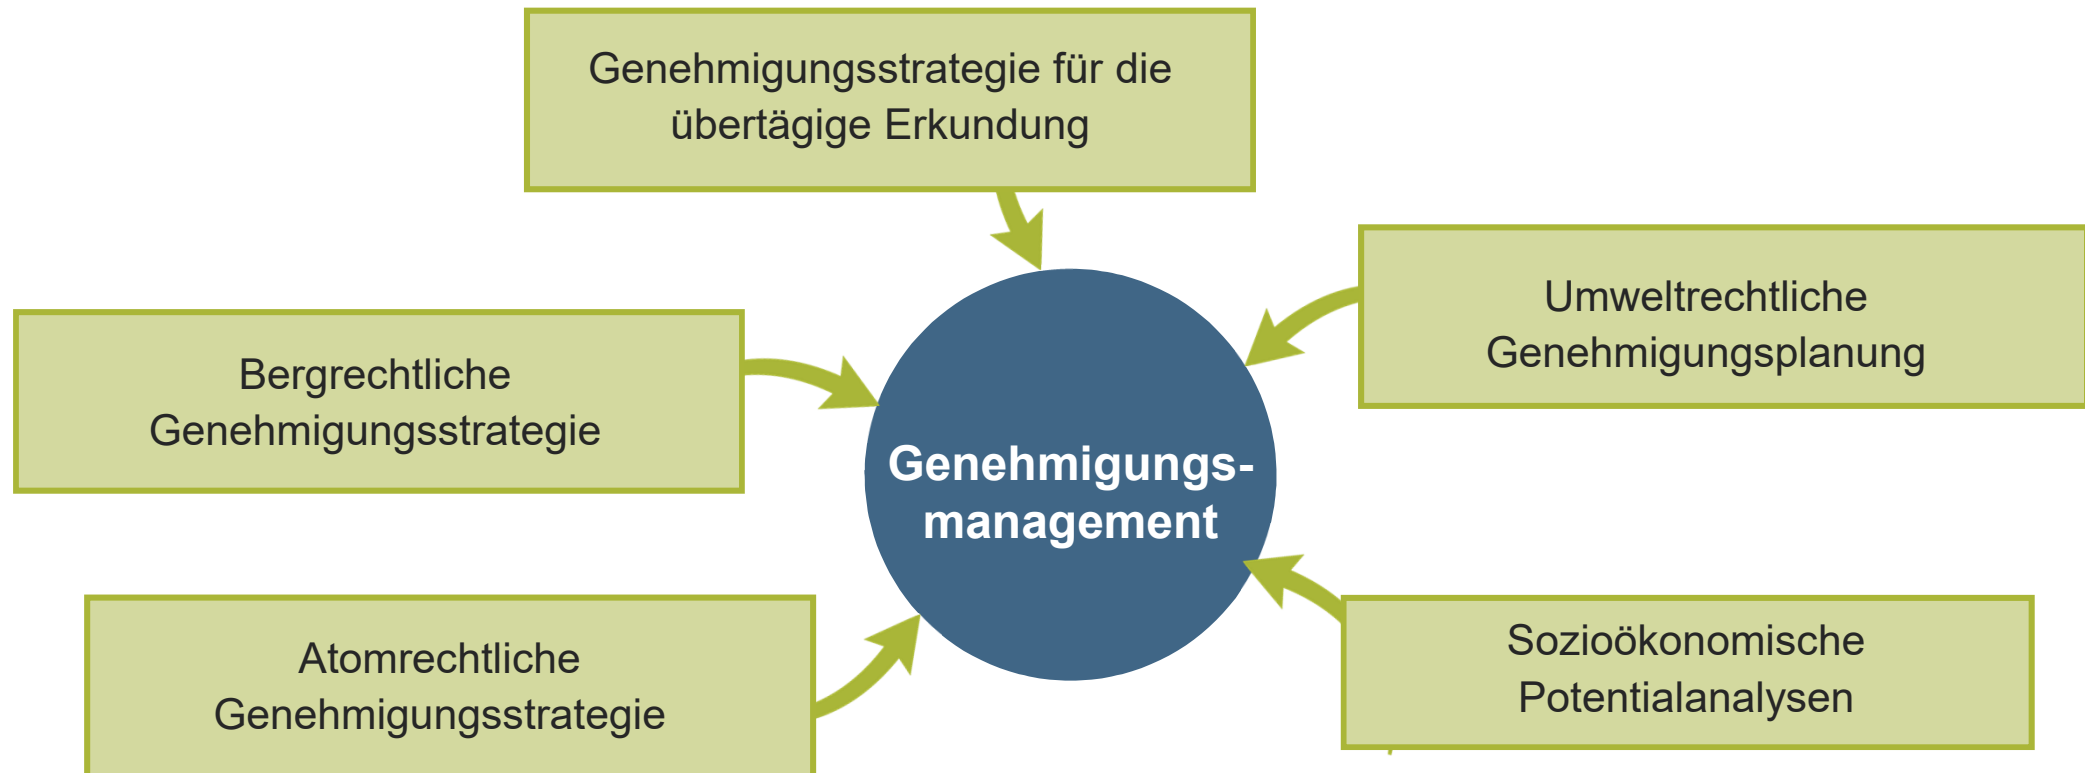 Genehmigungsstrategie für die
übertägige Erkundung
Umweltrechtliche
Genehmigungsplanung
Bergrechtliche
Genehmigungsstrategie
Genehmigungs-
management
Atomrechtliche
Genehmigungsstrategie
Sozioökonomische
Potentialanalysen